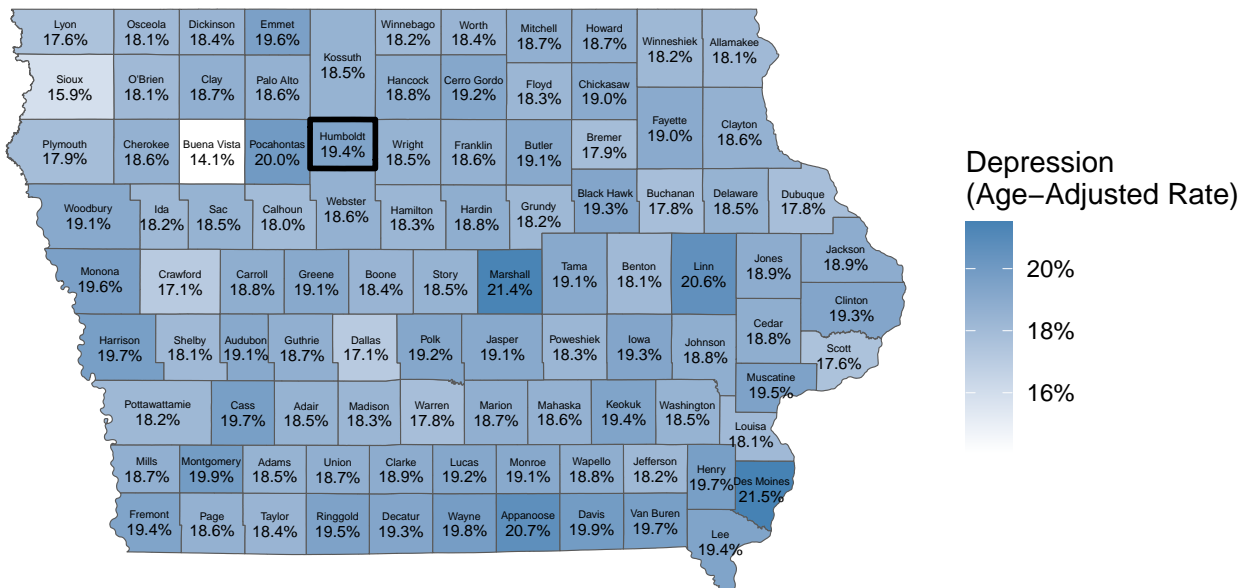 Lyon
17.6%
Osceola
18.1%
Dickinson
18.4%
Emmet
19.6%
Kossuth
18.5%
Winnebago
18.2%
Worth
18.4%
Mitchell
18.7%
Howard
18.7%
Winneshiek
18.2%
Allamakee
18.1%
Sioux
15.9%
O'Brien
18.1%
Clay
18.7%
Palo Alto
18.6%
Hancock
18.8%
Cerro Gordo
19.2%
Floyd
18.3%
Chickasaw
19.0%
Fayette
19.0%
Clayton
18.6%
Plymouth
17.9%
Cherokee
18.6%
Buena Vista
14.1%
Pocahontas
20.0%
Humboldt
19.4%
Wright
18.5%
Franklin
18.6%
Butler
19.1%
Bremer
17.9%
Woodbury
19.1%
Ida
18.2%
Sac
18.5%
Calhoun
18.0%
Webster
18.6%
Hamilton
18.3%
Hardin
18.8%
Grundy
18.2%
Black Hawk
19.3%
Buchanan
17.8%
Delaware
18.5%
Dubuque
17.8%
Monona
19.6%
Crawford
17.1%
Carroll
18.8%
Greene
19.1%
Boone
18.4%
Story
18.5%
Marshall
21.4%
Tama
19.1%
Benton
18.1%
Linn
20.6%
Jones
18.9%
Jackson
18.9%
Clinton
19.3%
Harrison
19.7%
Shelby
18.1%
Audubon
19.1%
Guthrie
18.7%
Dallas
17.1%
Polk
19.2%
Jasper
19.1%
Poweshiek
18.3%
Iowa
19.3%
Johnson
18.8%
Cedar
18.8%
Scott
17.6%
Muscatine
19.5%
Pottawattamie
18.2%
Cass
19.7%
Adair
18.5%
Madison
18.3%
Warren
17.8%
Marion
18.7%
Mahaska
18.6%
Keokuk
19.4%
Washington
18.5%
Louisa
18.1%
Mills
18.7%
Montgomery
19.9%
Adams
18.5%
Union
18.7%
Clarke
18.9%
Lucas
19.2%
Monroe
19.1%
Wapello
18.8%
Jefferson
18.2%
Henry
19.7%
Des Moines
21.5%
Fremont
19.4%
Page
18.6%
Taylor
18.4%
Ringgold
19.5%
Decatur
19.3%
Wayne
19.8%
Appanoose
20.7%
Davis
19.9%
Van Buren
19.7%
Lee
19.4%
Depression
(Age−Adjusted Rate)
20%
18%
16%